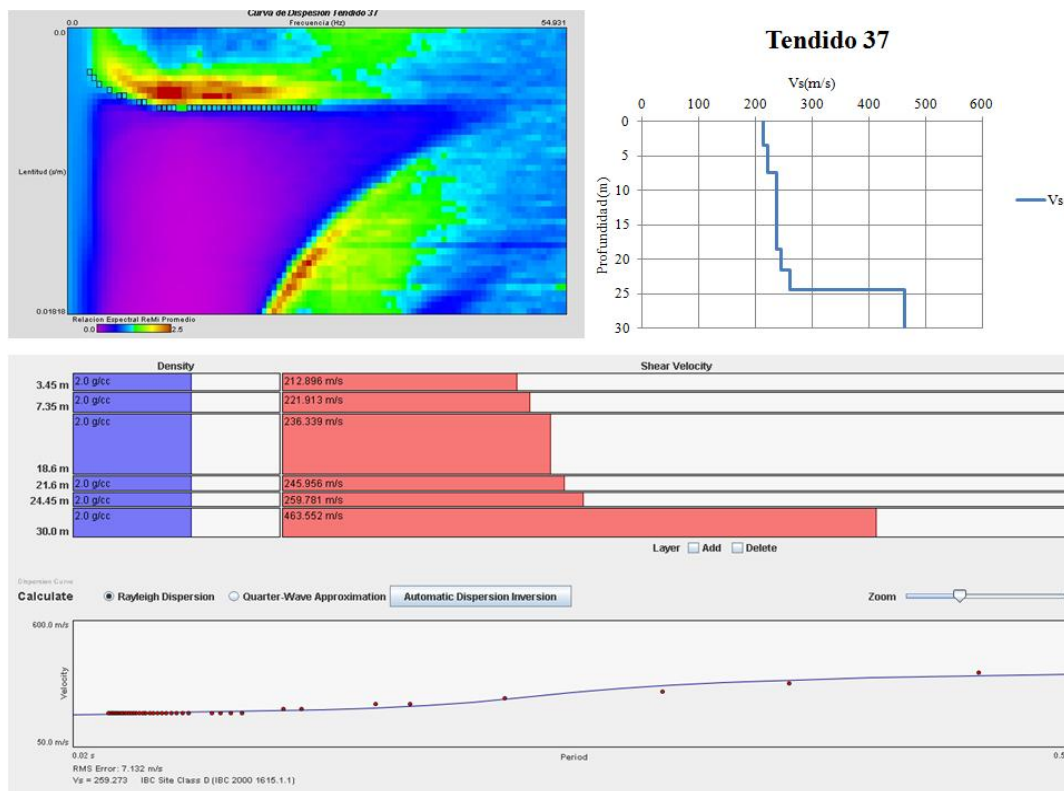 Curva de Dispesión Tendido 37
0.0
Frecuencia (Hz)
54.931
0.0
Lentitud (s/m)
0.01818
Relacion Espectral ReMi Promedio
0.0
2.5
Tendido 37
Vs(m/s)
0 100 200 300 400 500 600
Profundidad(m)
0
5
10
15
20
25
30
Vs
Density
Shear Velocity
3.45 m 2.0 g/cc 212.896 m/s
7.35 m 2.0 g/cc 221.913 m/s
18.6 m 2.0 g/cc 236.339 m/s
21.6 m 2.0 g/cc 245.956 m/s
24.45 m 2.0 g/cc 259.781 m/s
30.0 m 2.0 g/cc 463.552 m/s
Layer Add Delete
Dispersion Curve
Calculate Rayleigh Dispersion Quarter-Wave Approximation Automatic Dispersion Inversion Zoom
600.0 m/s
Velocity
50.0 m/s
0.02 s
Period
0.5
RMS Error: 7.132 m/s
Vs = 259.273 IBC Site Class D (IBC 2000 1615.1.1)